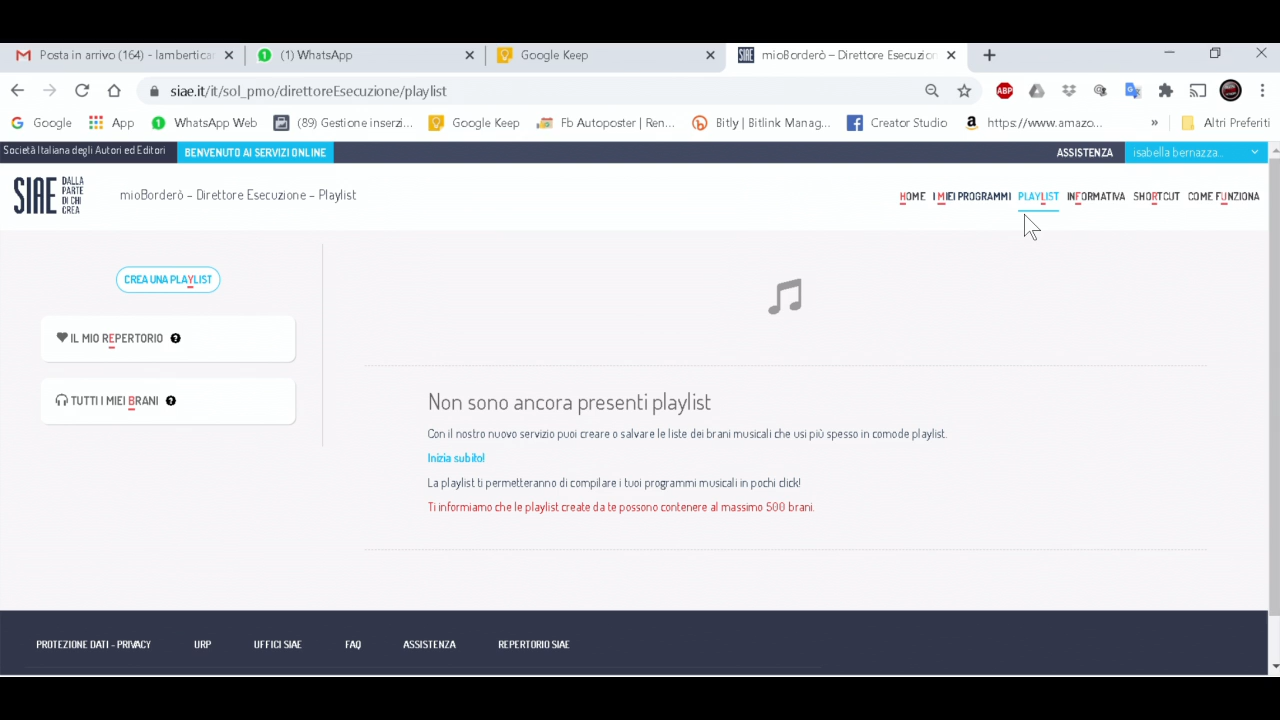 Posta in arrivo (164) - lambertica
(1) WhatsApp
Google Keep
mioBorderò – Direttore Esecuzion
siae.it/it/sol_pmo/direttoreEsecuzione/playlist
ABP
Google
App
WhatsApp Web
(89) Gestione inserzi...
Google Keep
Fb Autoposter | Ren...
Bitly | Bitlink Manag...
Creator Studio
https://www.amazo...
»
Altri Preferiti
Società Italiana degli Autori ed Editori
BENVENUTO AI SERVIZI ONLINE
ASSISTENZA
isabella bernazza...
SIAE DALLA PARTE DI CHI CREA
mioBorderò – Direttore Esecuzione – Playlist
HOME
I MIEI PROGRAMMI
PLAYLIST
INFORMATIVA
SHORTCUT
COME FUNZIONA
CREA UNA PLAYLIST
IL MIO REPERTORIO ?
TUTTI I MIEI BRANI ?
Non sono ancora presenti playlist
Con il nostro nuovo servizio puoi creare o salvare le liste dei brani musicali che usi più spesso in comode playlist.
Inizia subito!
La playlist ti permetteranno di compilare i tuoi programmi musicali in pochi click!
Ti informiamo che le playlist create da te possono contenere al massimo 500 brani.
PROTEZIONE DATI - PRIVACY
URP
UFFICI SIAE
FAQ
ASSISTENZA
REPERTORIO SIAE